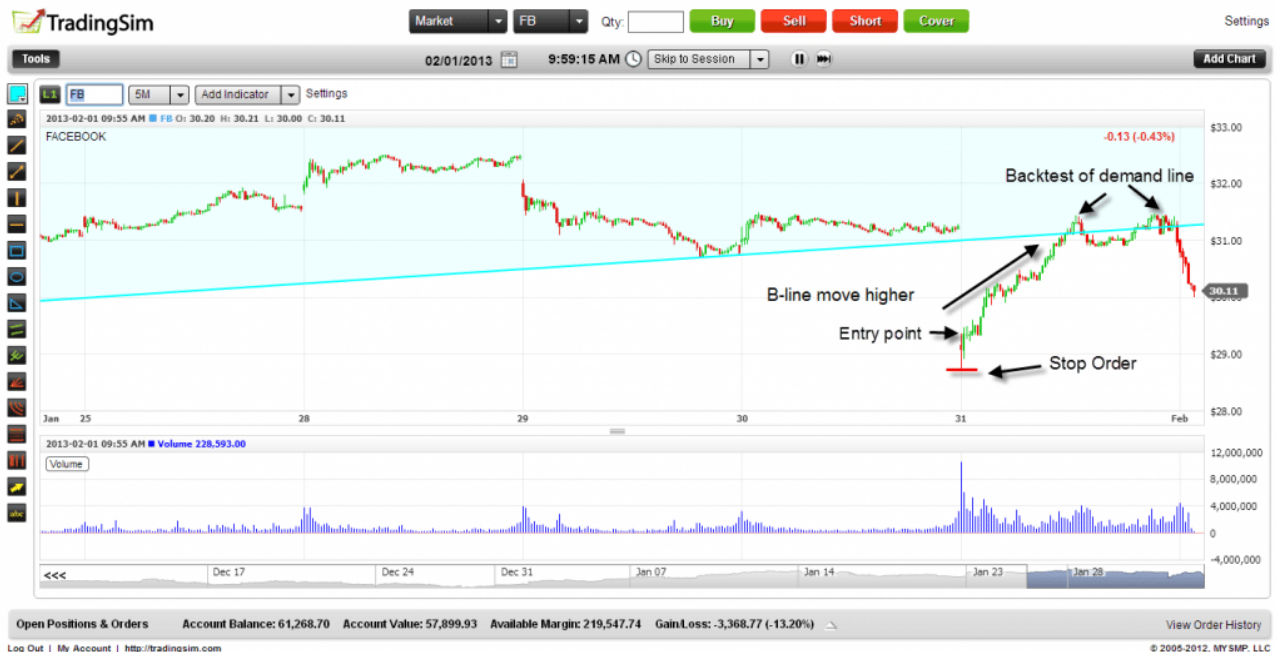 TradingSim Market FB Qty: Buy Sell Short Cover Settings
Tools 02/01/2013 9:59:15 AM Skip to Session Add Chart
L1 FB 5M Add Indicator Settings
2013-02-01 09:55 AM FB O: 30.20 H: 30.21 L: 30.00 C: 30.11
FACEBOOK
-0.13 (-0.43%)
$33.00
Backtest of demand line
$32.00
$31.00
B-line move higher
30.11
Entry point
Stop Order
$29.00
$28.00
Jan 25 28 29 30 31 Feb
2013-02-01 09:55 AM Volume 228,593.00
Volume
12,000,000
8,000,000
4,000,000
0
-4,000,000
abc
<<< Dec 17 Dec 24 Dec 31 Jan 07 Jan 14 Jan 23 Jan 28
Open Positions & Orders Account Balance: 61,268.70 Account Value: 57,899.93 Available Margin: 219,547.74 Gain/Loss: -3,368.77 (-13.20%) View Order History
Log Out | My Account | http://tradingsim.com © 2005-2012, MYSMP, LLC